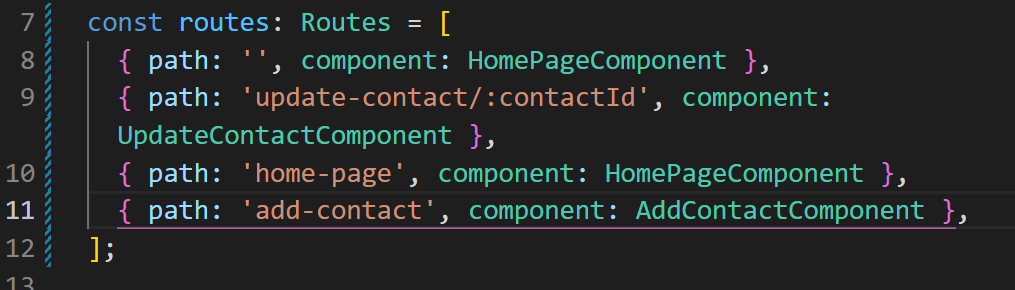 7 const routes: Routes = [
8 { path: '', component: HomePageComponent },
9 { path: 'update-contact/:contactId', component:
UpdateContactComponent },
10 { path: 'home-page', component: HomePageComponent },
11 { path: 'add-contact', component: AddContactComponent },
12 ];
13